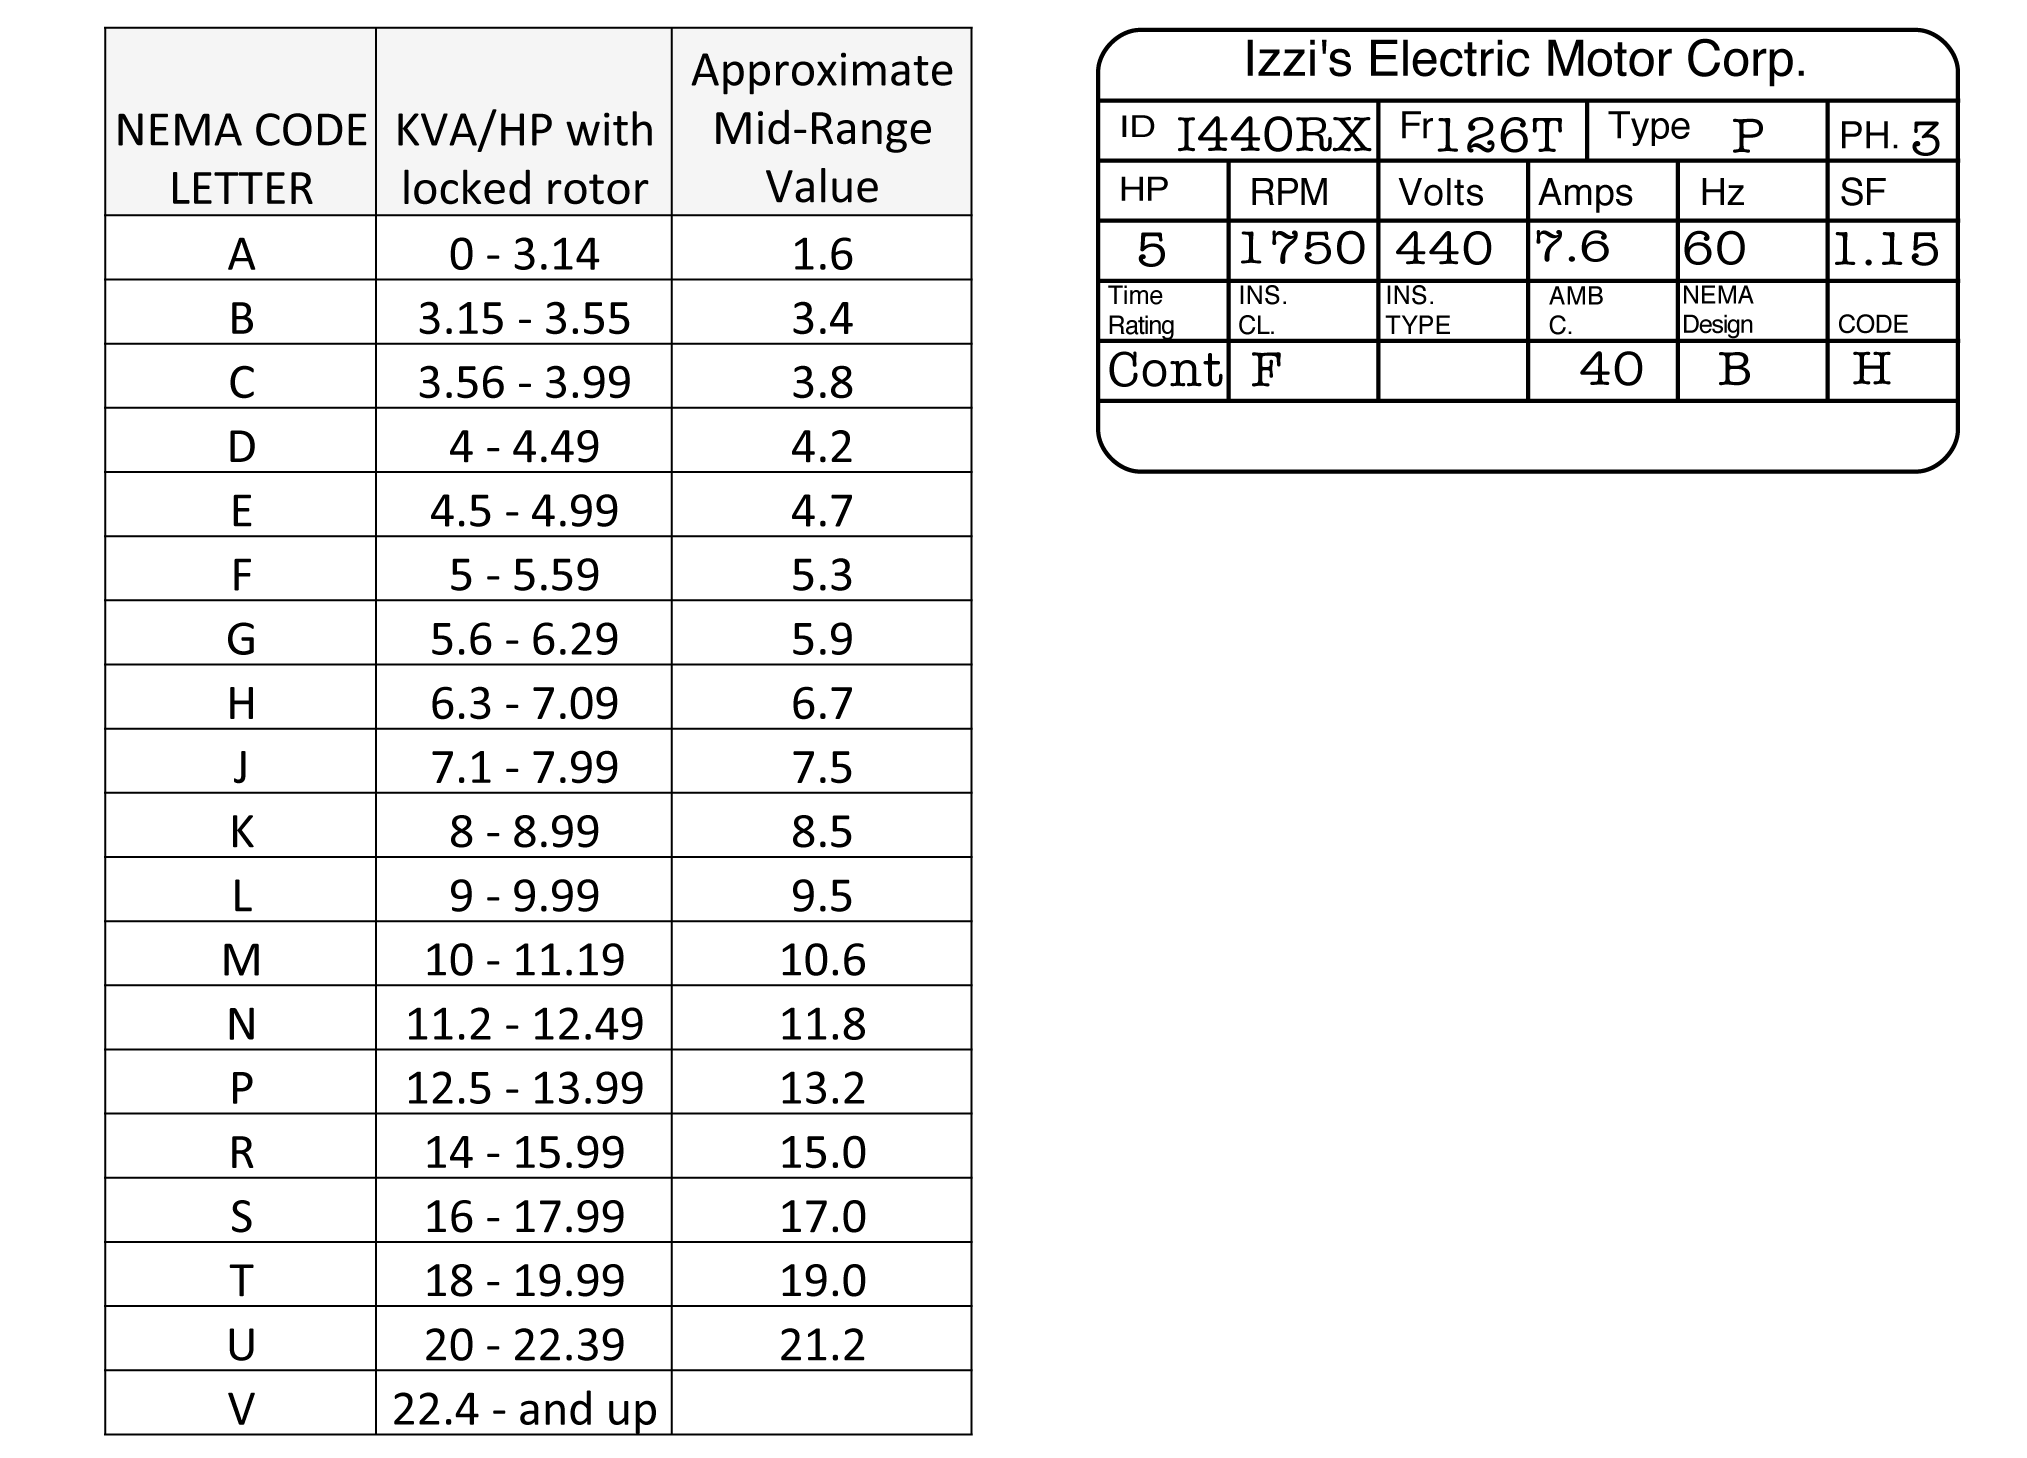 NEMA CODE LETTER KVA/HP with locked rotor Approximate Mid-Range Value
A 0 - 3.14 1.6
B 3.15 - 3.55 3.4
C 3.56 - 3.99 3.8
D 4 - 4.49 4.2
E 4.5 - 4.99 4.7
F 5 - 5.59 5.3
G 5.6 - 6.29 5.9
H 6.3 - 7.09 6.7
J 7.1 - 7.99 7.5
K 8 - 8.99 8.5
L 9 - 9.99 9.5
M 10 - 11.19 10.6
N 11.2 - 12.49 11.8
P 12.5 - 13.99 13.2
R 14 - 15.99 15.0
S 16 - 17.99 17.0
T 18 - 19.99 19.0
U 20 - 22.39 21.2
V 22.4 - and up
Izzi's Electric Motor Corp.
ID I440RX Fr 126T Type P PH. 3
HP RPM Volts Amps Hz SF
5 1750 440 7.6 60 1.15
Time Rating INS. CL. INS. TYPE AMB C. NEMA Design CODE
Cont F 40 B H